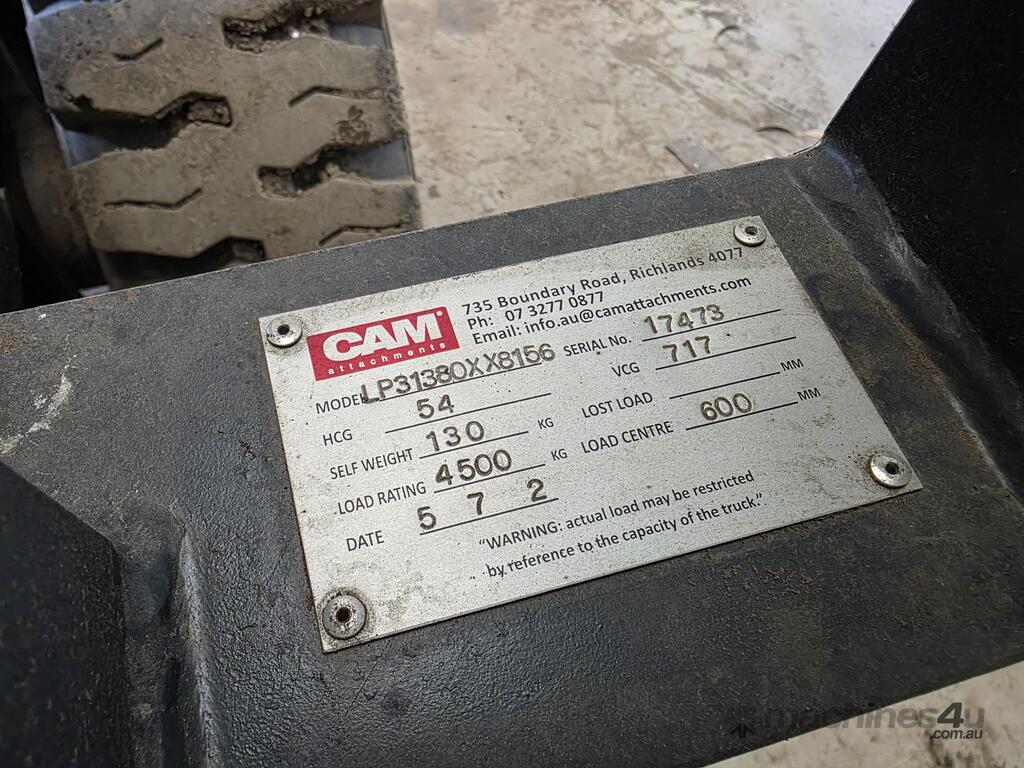 CAM®
attachments
735 Boundary Road, Richlands 4077
Ph: 07 3277 0877
Email: info.au@camattachments.com
MODEL LP31380XX8156 SERIAL No. 17473
HCG 54 VCG 717
SELF WEIGHT 130 KG LOST LOAD MM
LOAD RATING 4500 KG LOAD CENTRE 600 MM
DATE 5 7 2
"WARNING: actual load may be restricted
by reference to the capacity of the truck."
machines4u
.com.au